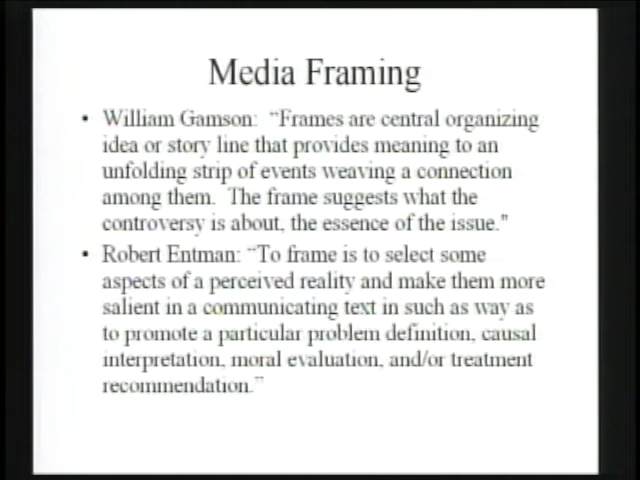 Media Framing
• William Gamson: “Frames are central organizing
idea or story line that provides meaning to an
unfolding strip of events weaving a connection
among them. The frame suggests what the
controversy is about, the essence of the issue."
• Robert Entman: “To frame is to select some
aspects of a perceived reality and make them more
salient in a communicating text in such as way as
to promote a particular problem definition, causal
interpretation, moral evaluation, and/or treatment
recommendation.”